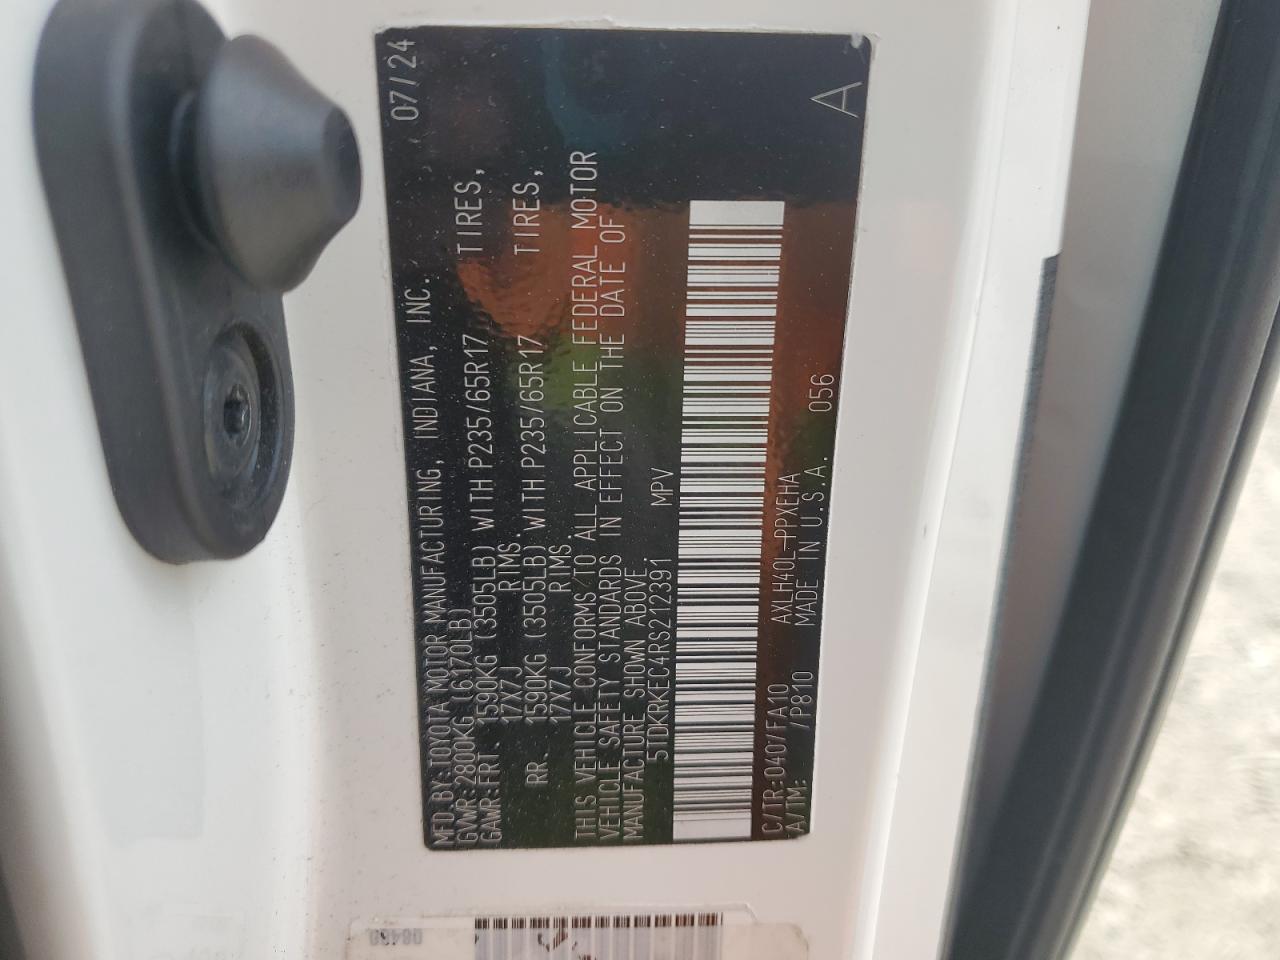 MFD BY:TOYOTA MOTOR MANUFACTURING, INDIANA, INC. 07/24
GVWR:2800KG (6170LB)
GAWR:FRT. 1590KG (3505LB) WITH P235/65R17 TIRES,
17X7J RIMS.
RR. 1590KG (3505LB) WITH P235/65R17 TIRES,
17X7J RIMS.
THIS VEHICLE CONFORMS TO ALL APPLICABLE FEDERAL MOTOR
VEHICLE SAFETY STANDARDS IN EFFECT ON THE DATE OF
MANUFACTURE SHOWN ABOVE.
5TDKRKEC4RS212391 MPV
A
C/TR:040/FA10 AXLH40L-PPXEHA
A/TM: /P810 MADE IN U.S.A. 056